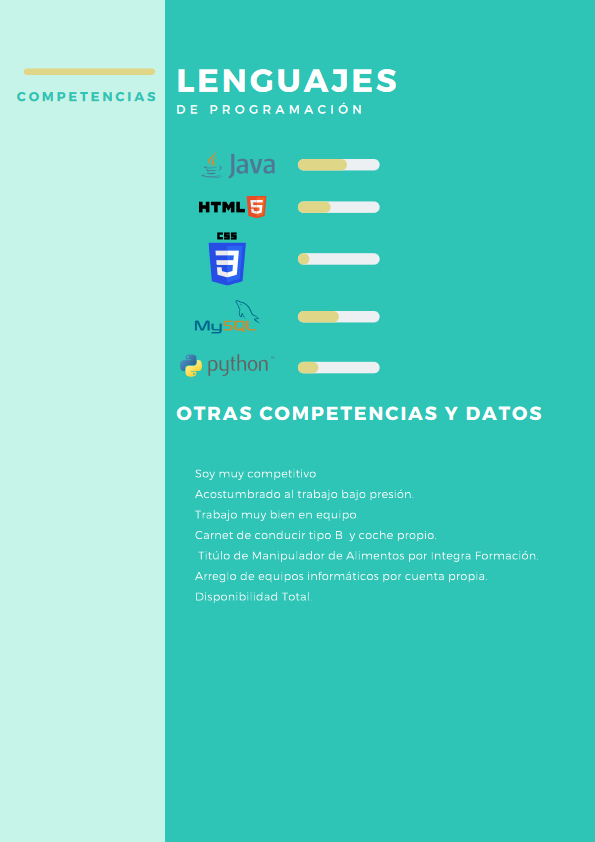 COMPETENCIAS
LENGUAJES
DE PROGRAMACIÓN
Java
HTML 5
CSS
3
MySQL
python
OTRAS COMPETENCIAS Y DATOS
Soy muy competitivo
Acostumbrado al trabajo bajo presión.
Trabajo muy bien en equipo.
Carnet de conducir tipo B y coche propio.
Titúlo de Manipulador de Alimentos por Integra Formación.
Arreglo de equipos informáticos por cuenta propia.
Disponibilidad Total.